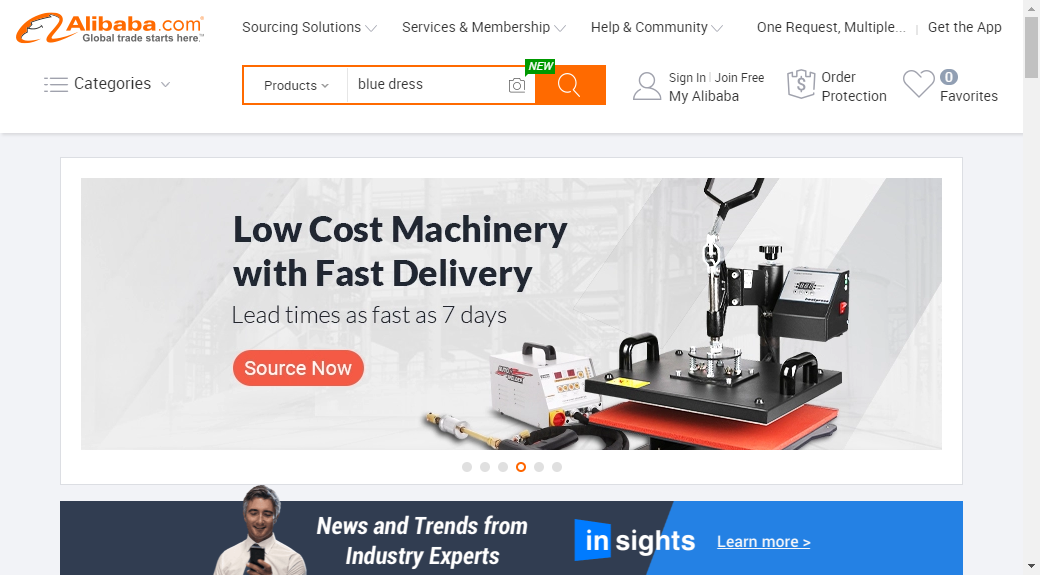 Alibaba.com
Global trade starts here.™
Sourcing Solutions
Services & Membership
Help & Community
One Request, Multiple...
Get the App
Categories
Products
blue dress
NEW
Sign In
Join Free
My Alibaba
Order
Protection
0
Favorites
Low Cost Machinery
with Fast Delivery
Lead times as fast as 7 days
Source Now
News and Trends from
Industry Experts
in sights
Learn more >